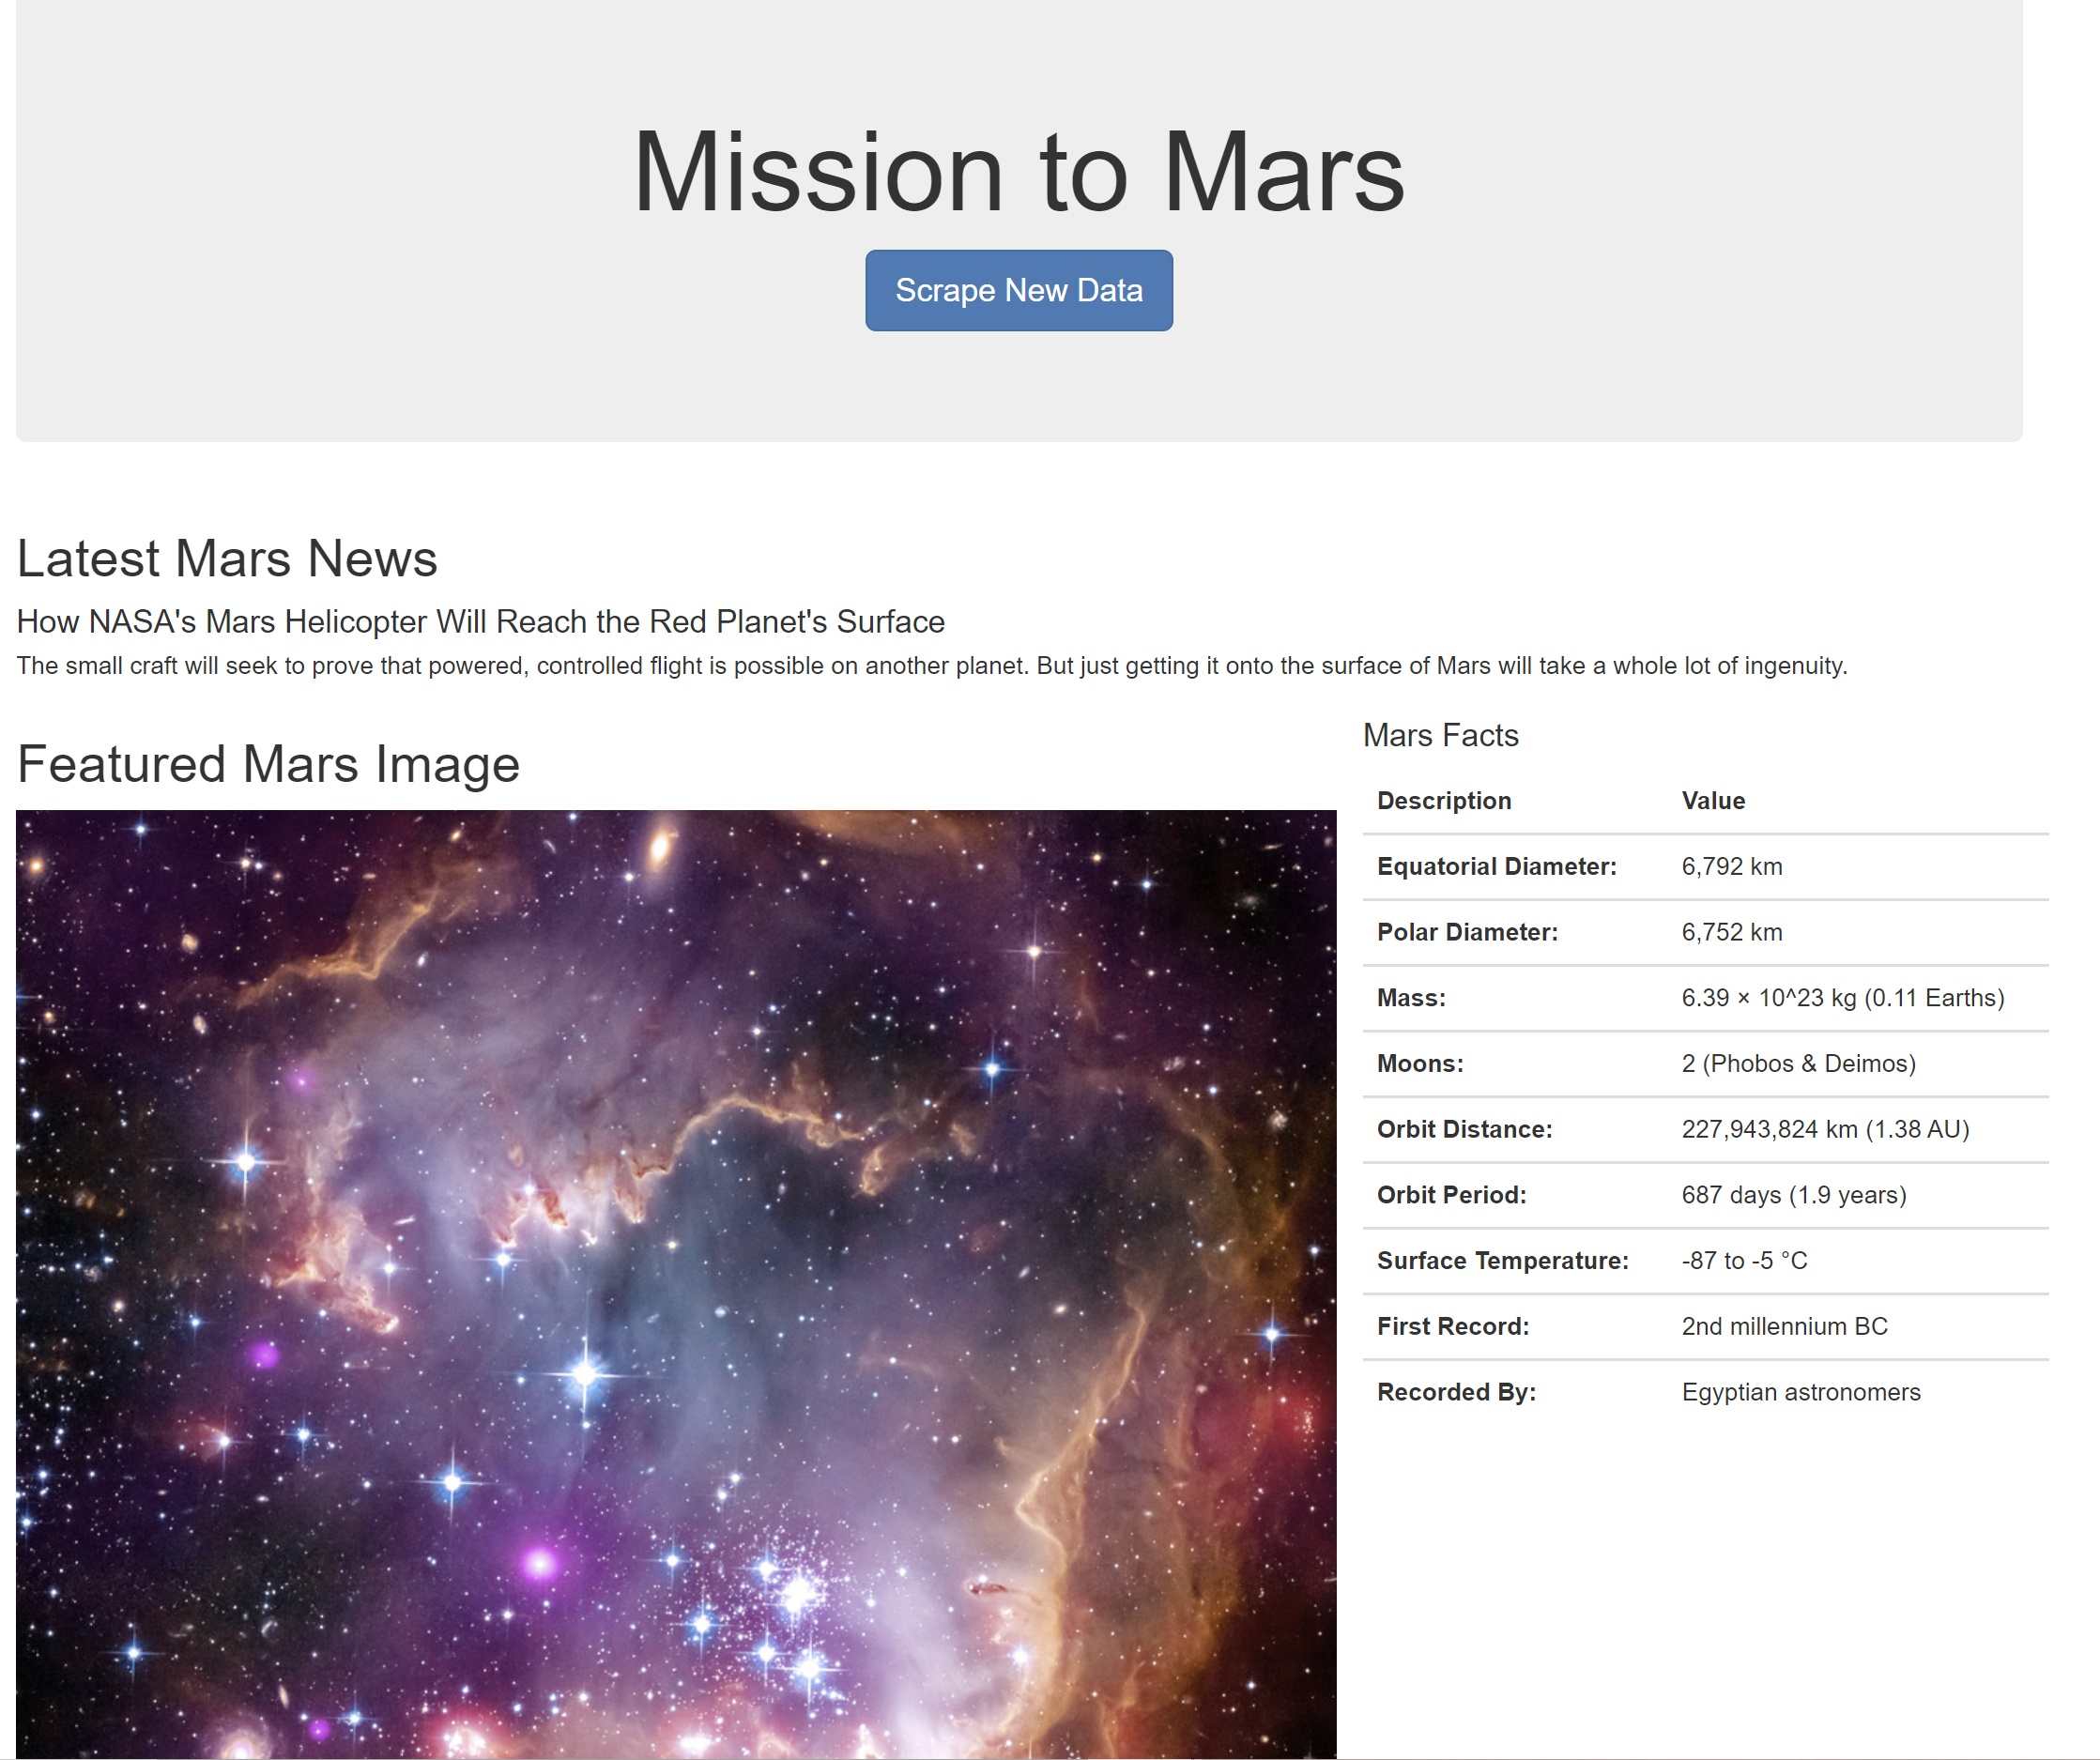 Mission to Mars
Scrape New Data
Latest Mars News
How NASA's Mars Helicopter Will Reach the Red Planet's Surface
The small craft will seek to prove that powered, controlled flight is possible on another planet. But just getting it onto the surface of Mars will take a whole lot of ingenuity.
Featured Mars Image
Mars Facts
Description Value
Equatorial Diameter: 6,792 km
Polar Diameter: 6,752 km
Mass: 6.39 × 10^23 kg (0.11 Earths)
Moons: 2 (Phobos & Deimos)
Orbit Distance: 227,943,824 km (1.38 AU)
Orbit Period: 687 days (1.9 years)
Surface Temperature: -87 to -5 °C
First Record: 2nd millennium BC
Recorded By: Egyptian astronomers